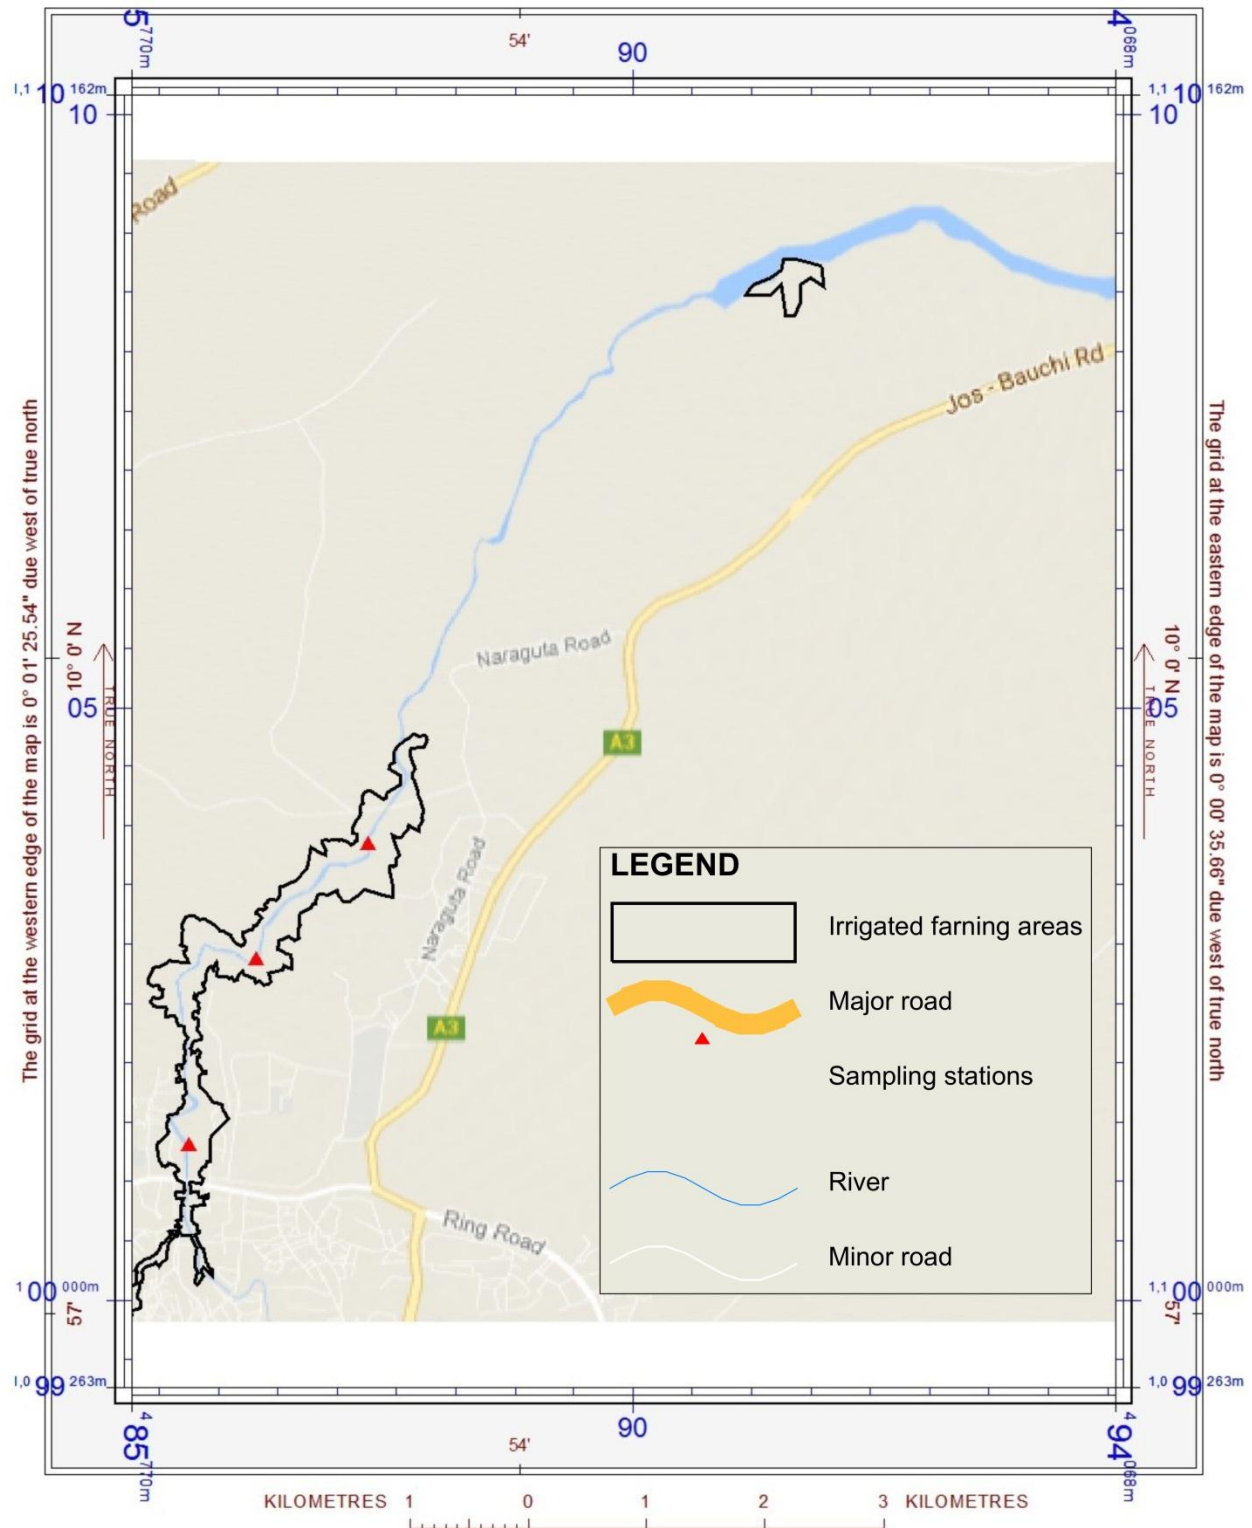 5 770m
54'
90
4 068m
1,1 10 162m
1,1 10 162m
10
10
Road
Jos - Bauchi Rd
The grid at the western edge of the map is 0° 01' 25.54" due west of true north
The grid at the eastern edge of the map is 0° 00' 35.66" due west of true north
10° 0' N
10° 0' N
TRUE NORTH
TRUE NORTH
Naraguta Road
05
05
A3
Naraguta Road
A3
LEGEND
Irrigated farning areas
Major road
Sampling stations
River
Minor road
Ring Road
1 00 000m
1,1 00 000m
57'
57'
1,0 99 263m
1,0 99 263m
4 85 770m
54'
90
4 94 068m
KILOMETRES 1 0 1 2 3 KILOMETRES